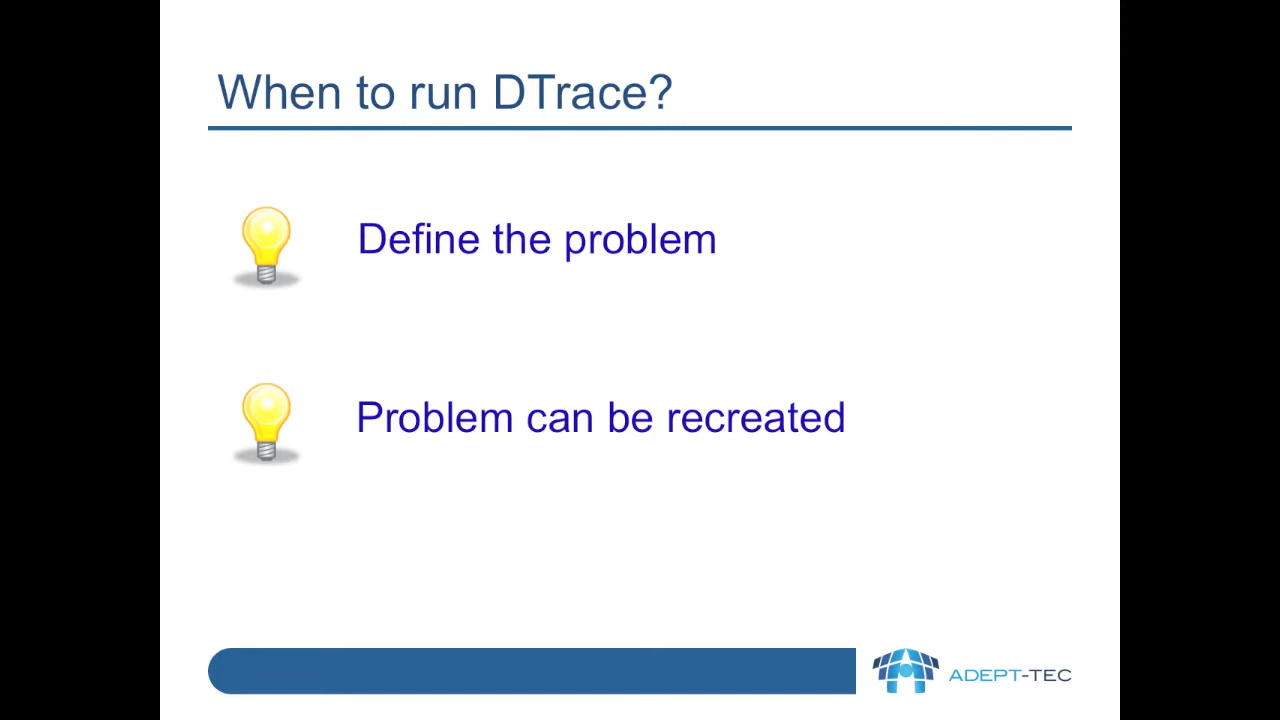 When to run DTrace?
Define the problem
Problem can be recreated
ADEPT-TEC